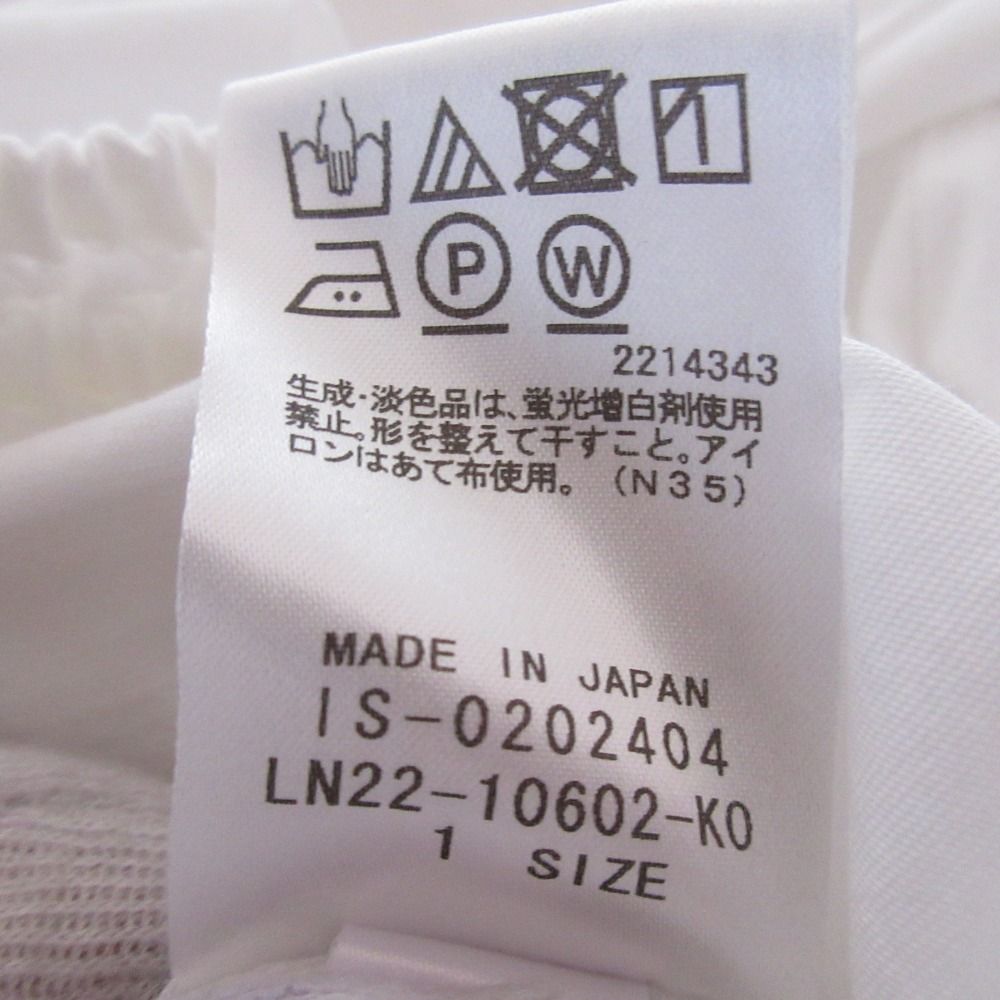 P W
2214343
生成・淡色品は、蛍光増白剤使用
禁止。形を整えて干すこと。アイ
ロンはあて布使用。（N35）
MADE IN JAPAN
IS-0202404
LN22-10602-K0
1 SIZE